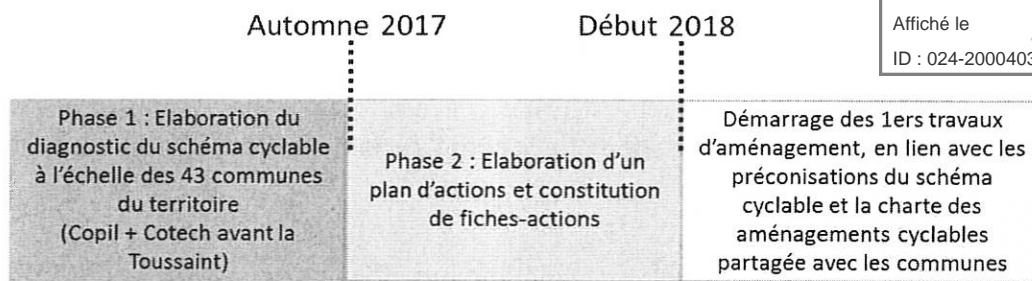 Automne 2017
Début 2018
Affiché le
ID : 024-2000403
Phase 1 : Elaboration du
diagnostic du schéma cyclable
à l'échelle des 43 communes
du territoire
(Copil + Cotech avant la
Toussaint)
Phase 2 : Elaboration d'un
plan d'actions et constitution
de fiches-actions
Démarrage des 1ers travaux
d'aménagement, en lien avec les
préconisations du schéma
cyclable et la charte des
aménagements cyclables
partagée avec les communes